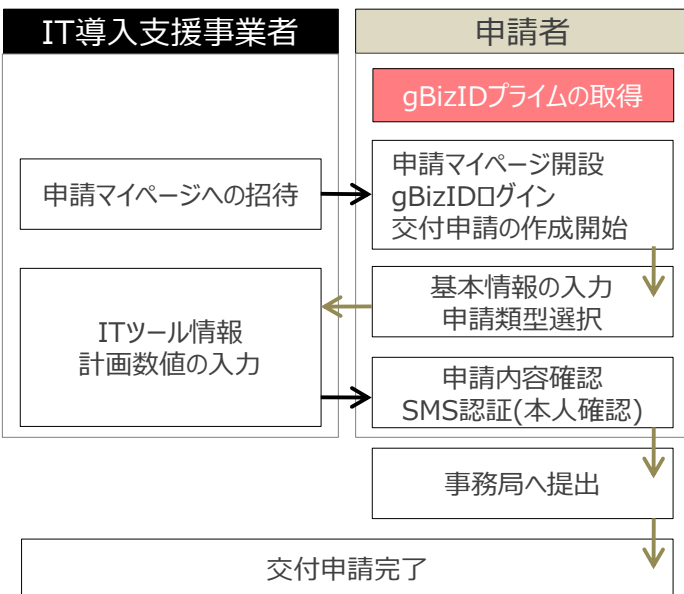 IT導入支援事業者
申請者
gBizIDプライムの取得
申請マイページへの招待
申請マイページ開設
gBizIDログイン
交付申請の作成開始
基本情報の入力
申請類型選択
ITツール情報
計画数値の入力
申請内容確認
SMS認証(本人確認)
事務局へ提出
交付申請完了